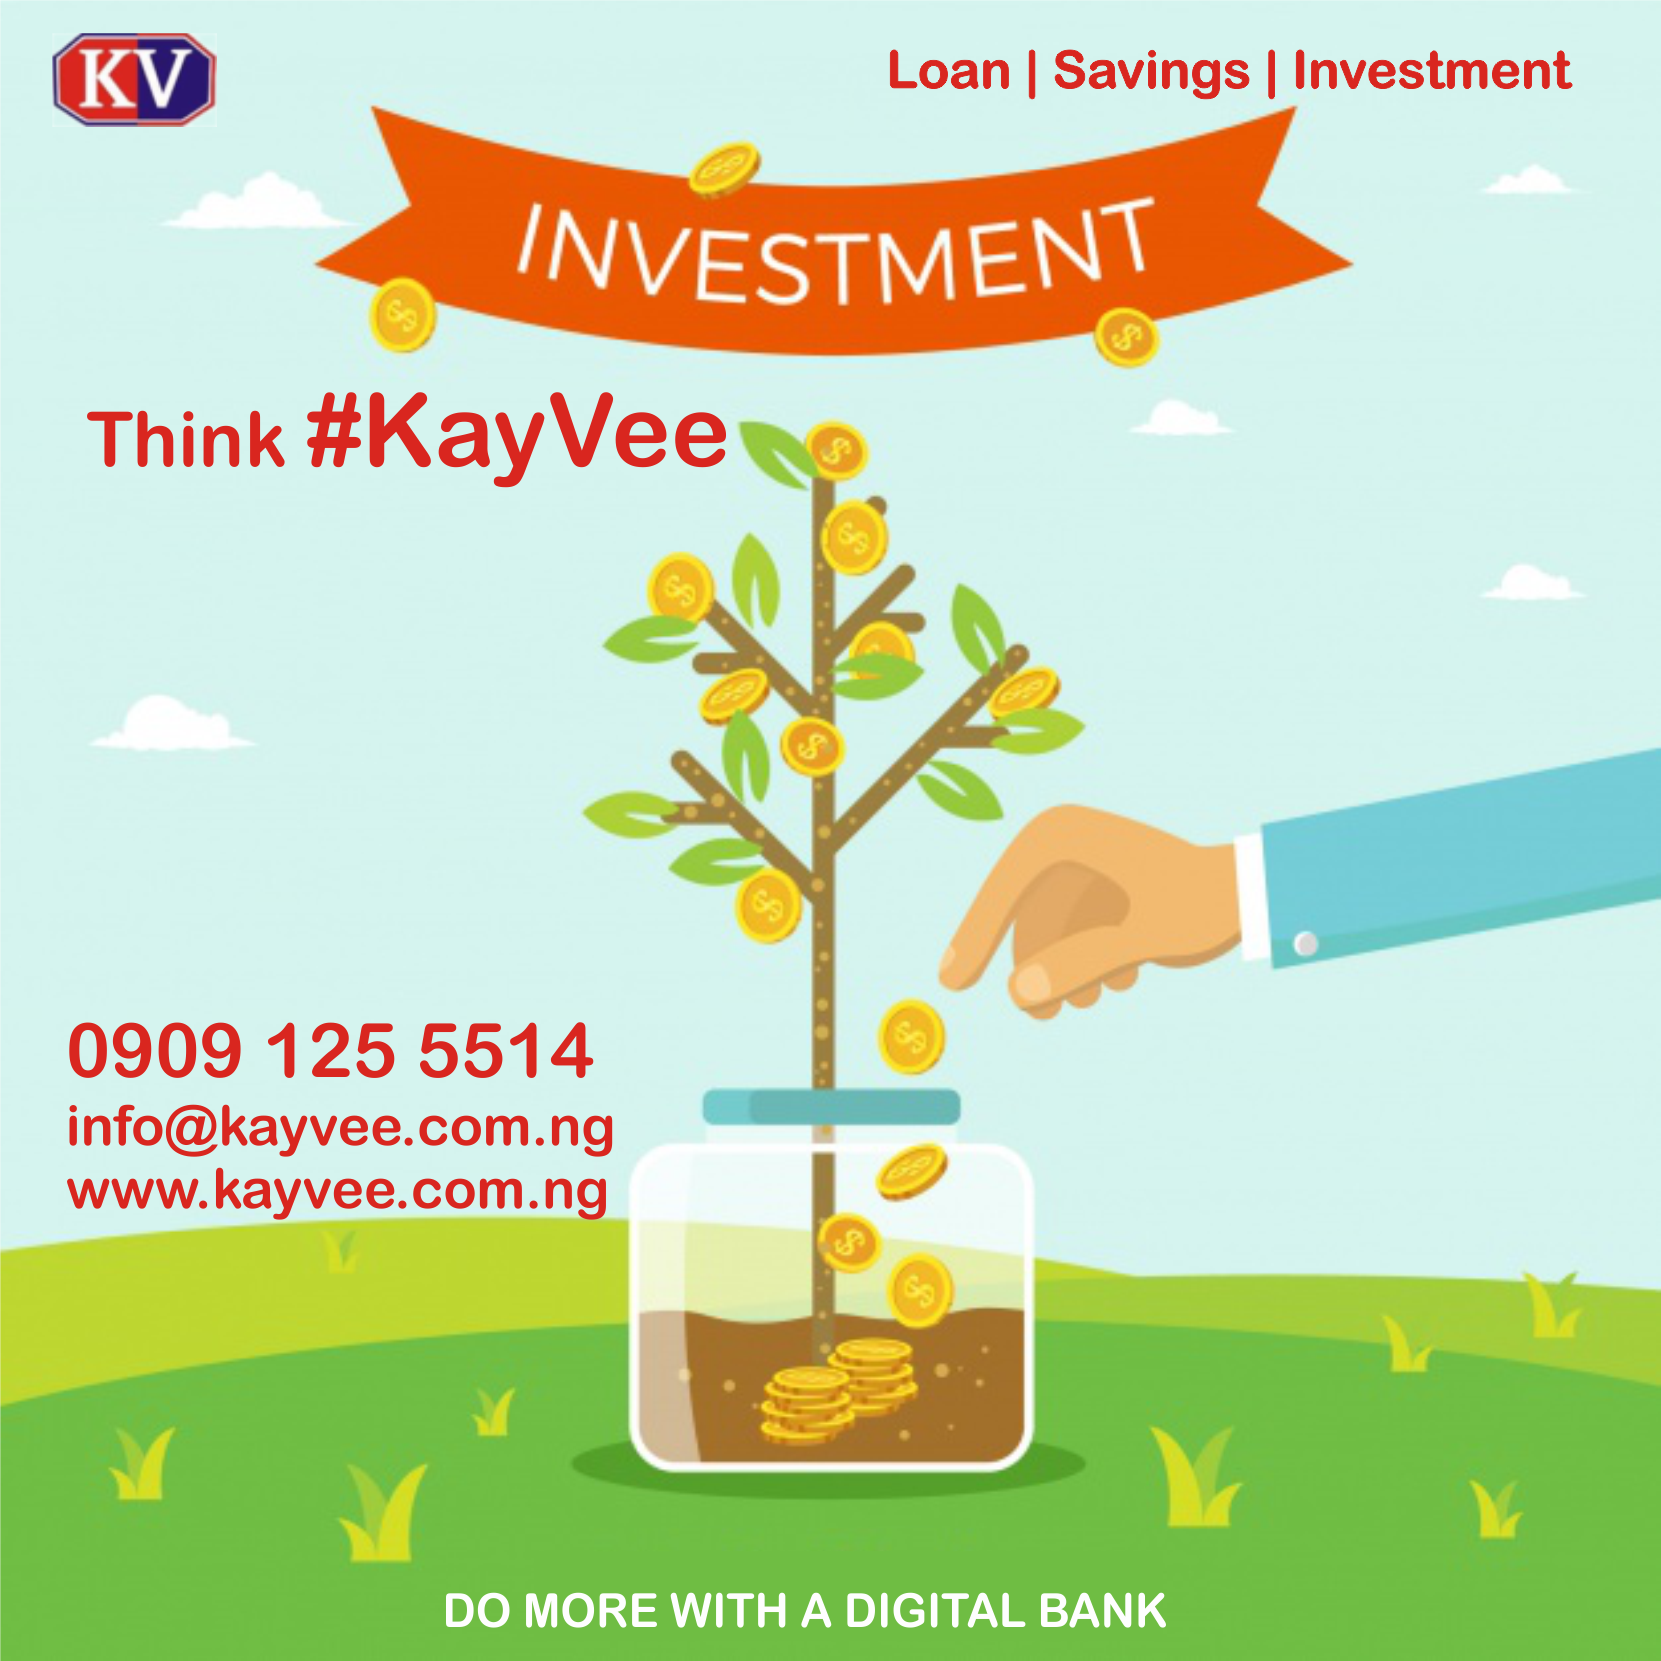 KV
Loan | Savings | Investment
INVESTMENT
Think #KayVee
0909 125 5514
info@kayvee.com.ng
www.kayvee.com.ng
DO MORE WITH A DIGITAL BANK